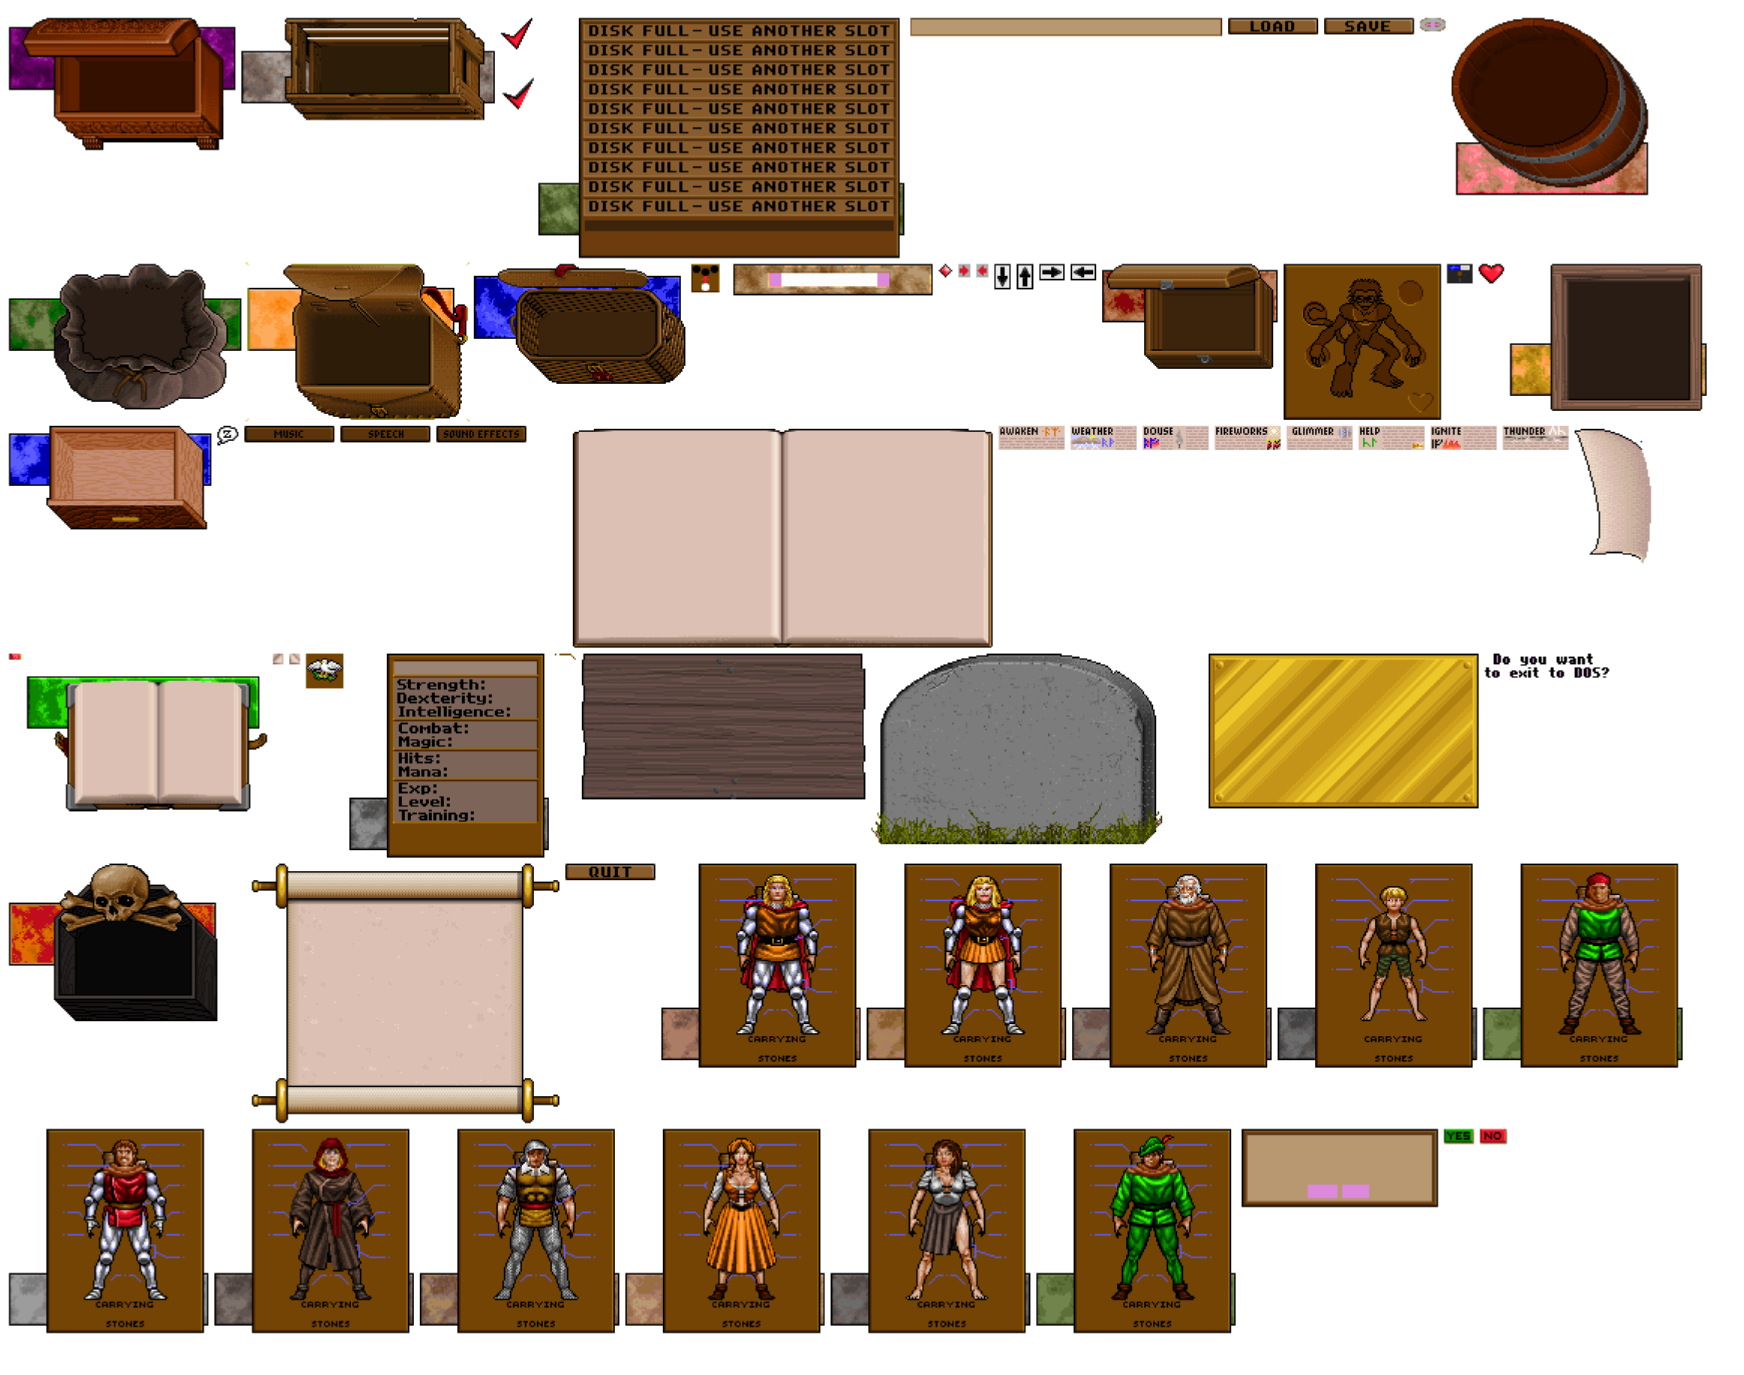 DISK FULL- USE ANOTHER SLOT
DISK FULL- USE ANOTHER SLOT
DISK FULL- USE ANOTHER SLOT
DISK FULL- USE ANOTHER SLOT
DISK FULL- USE ANOTHER SLOT
DISK FULL- USE ANOTHER SLOT
DISK FULL- USE ANOTHER SLOT
DISK FULL- USE ANOTHER SLOT
DISK FULL- USE ANOTHER SLOT
DISK FULL- USE ANOTHER SLOT
LOAD
SAVE
Z
MUSIC
SPEECH
SOUND EFFECTS
AWAKEN
WEATHER
DOUSE
FIREWORKS
GLIMMER
HELP
IGNITE
THUNDER
Strength:
Dexterity:
Intelligence:
Combat:
Magic:
Hits:
Mana:
Exp:
Level:
Training:
Do you want
to exit to DOS?
QUIT
CARRYING
STONES
CARRYING
STONES
CARRYING
STONES
CARRYING
STONES
CARRYING
STONES
CARRYING
STONES
CARRYING
STONES
CARRYING
STONES
CARRYING
STONES
CARRYING
STONES
CARRYING
STONES
YES
NO